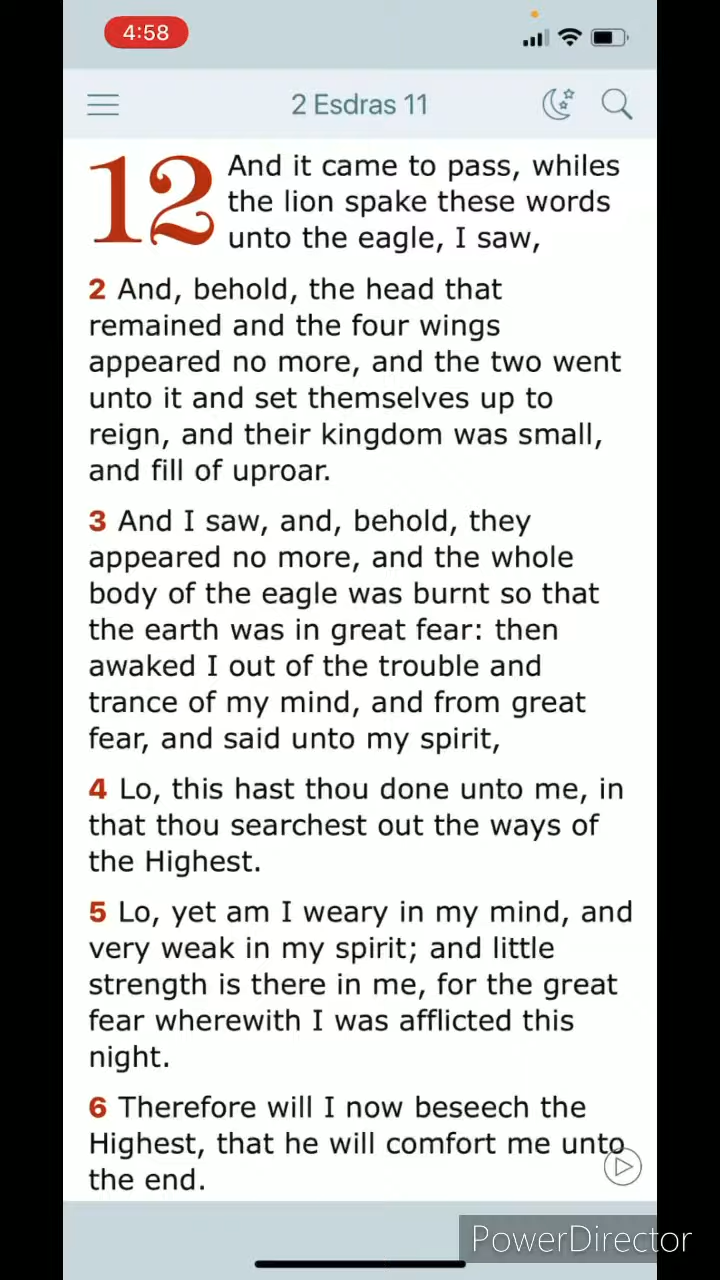 4:58
2 Esdras 11
12 And it came to pass, whiles
the lion spake these words
unto the eagle, I saw,
2 And, behold, the head that
remained and the four wings
appeared no more, and the two went
unto it and set themselves up to
reign, and their kingdom was small,
and fill of uproar.
3 And I saw, and, behold, they
appeared no more, and the whole
body of the eagle was burnt so that
the earth was in great fear: then
awaked I out of the trouble and
trance of my mind, and from great
fear, and said unto my spirit,
4 Lo, this hast thou done unto me, in
that thou searchest out the ways of
the Highest.
5 Lo, yet am I weary in my mind, and
very weak in my spirit; and little
strength is there in me, for the great
fear wherewith I was afflicted this
night.
6 Therefore will I now beseech the
Highest, that he will comfort me unto
the end.
PowerDirector